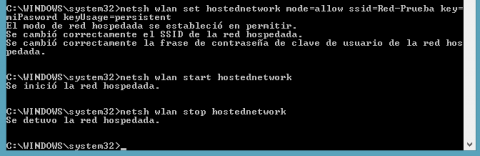 C:\WINDOWS\system32>netsh wlan set hostednetwork mode=allow ssid=Red-Prueba key=
miPasword keyUsage=persistent
El modo de red hospedada se estableció en permitir.
Se cambió correctamente el SSID de la red hospedada.
Se cambió correctamente la frase de contraseña de clave de usuario de la red hos
pedada.
C:\WINDOWS\system32>netsh wlan start hostednetwork
Se inició la red hospedada.
C:\WINDOWS\system32>netsh wlan stop hostednetwork
Se detuvo la red hospedada.
C:\WINDOWS\system32>_